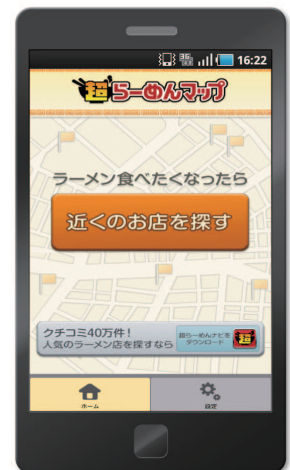 3G
16:22
超らーめんマップ
ラーメン食べたくなったら
近くのお店を探す
クチコミ40万件！
人気のラーメン店を探すなら
超らーめんナビを
ダウンロード
超
ホーム
設定